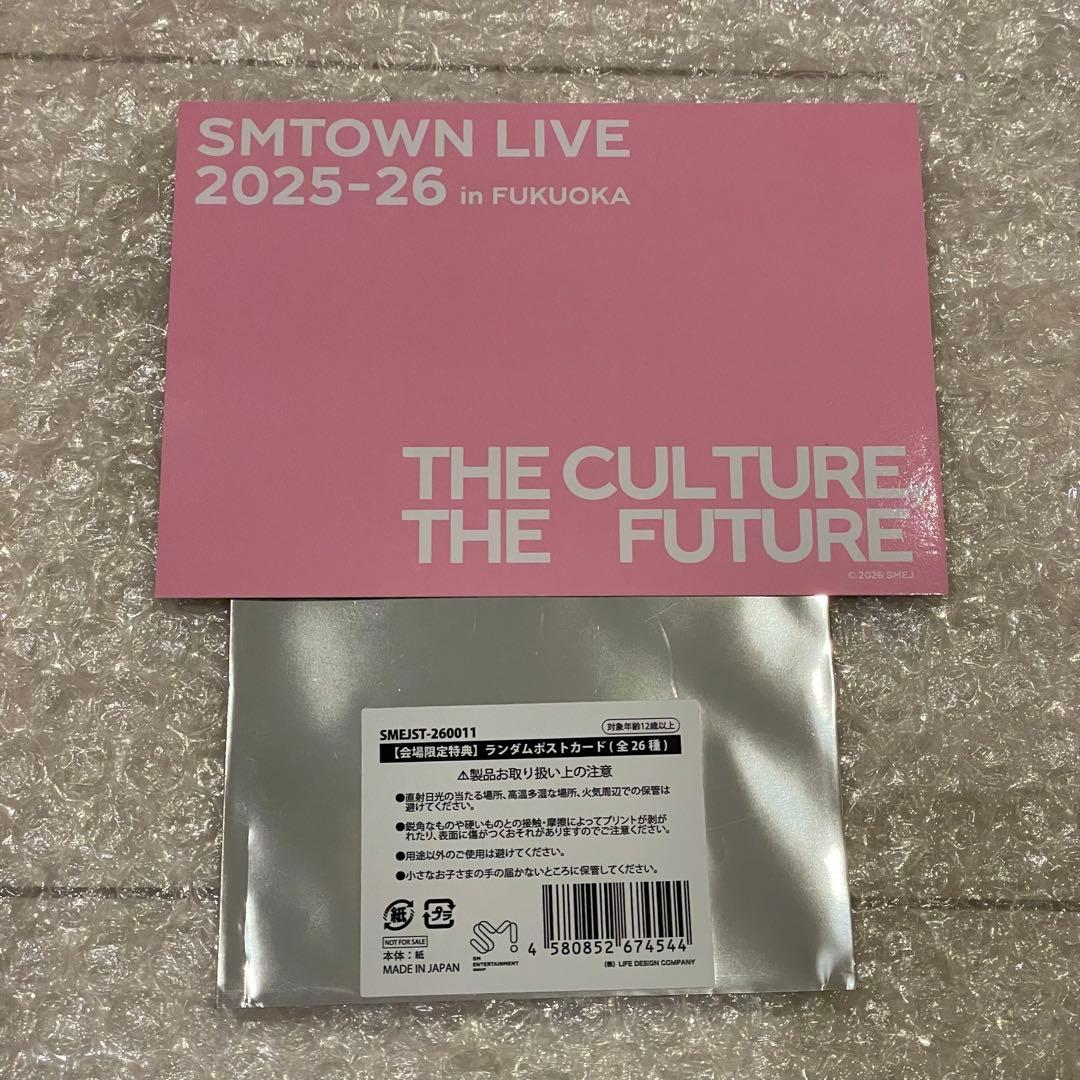 SMTOWN LIVE
2025-26 in FUKUOKA
THE CULTURE,
THE FUTURE
© 2026 SMEJ
SMEJST-260011
対象年齢12歳以上
【会場限定特典】ランダムポストカード(全26種)
⚠製品お取り扱い上の注意
●直射日光の当たる場所、高温多湿な場所、火気周辺での保管は
避けてください。
●鋭角なものや硬いものとの接触・摩擦によってプリントが剥が
れたり、表面に傷がつくおそれがありますのでご注意ください。
●用途以外のご使用は避けてください。
●小さなお子さまの手の届かないところに保管してください。
紙
プラ
NOT FOR SALE
本体：紙
MADE IN JAPAN
SM!
SM
ENTERTAINMENT
GROUP
4 580852 674544
(有) LIFE DESIGN COMPANY